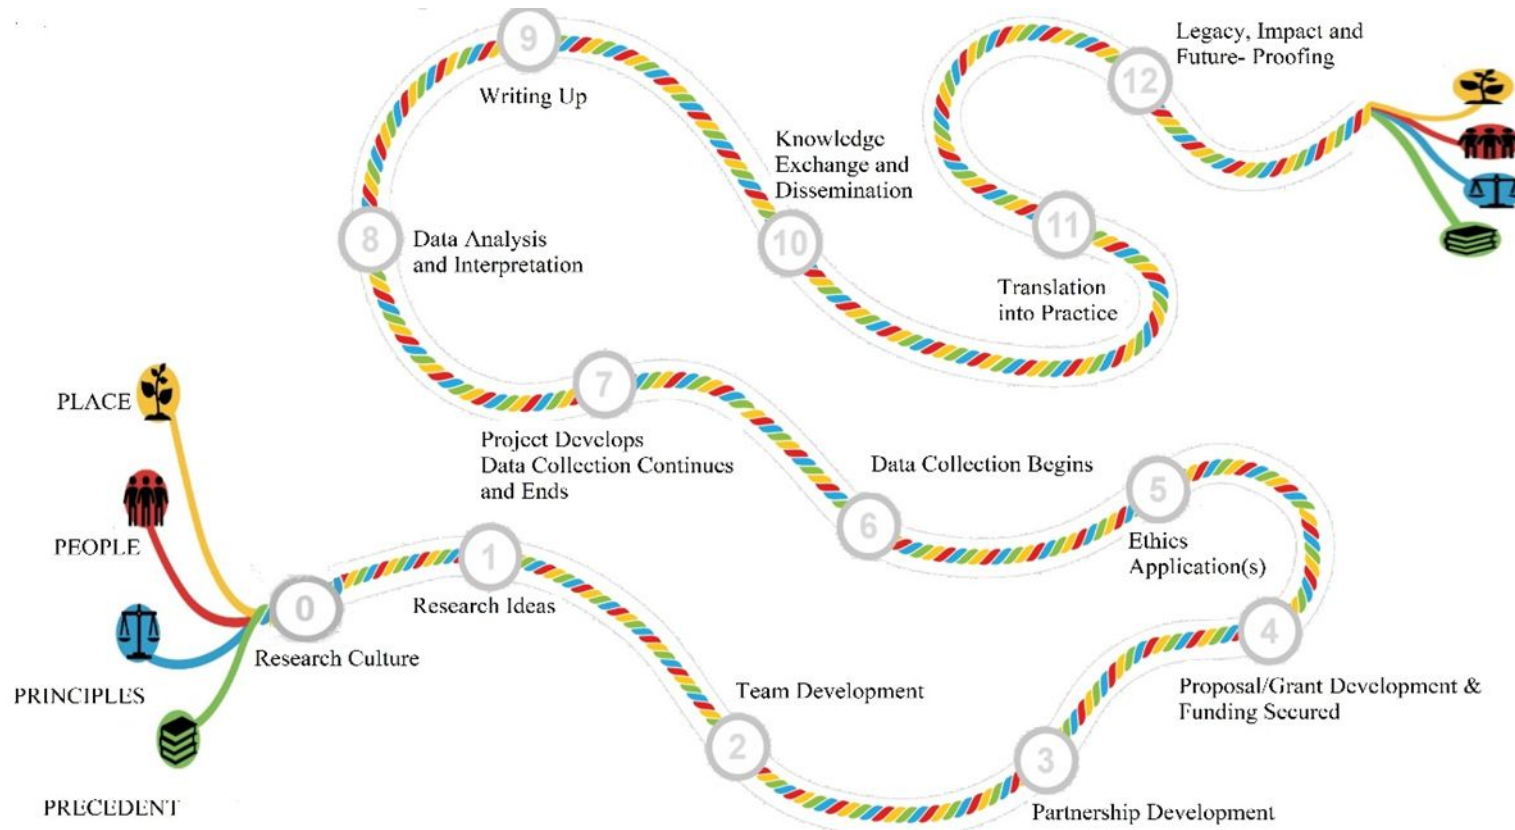 9
Writing Up
12
Legacy, Impact and
Future- Proofing
Knowledge
Exchange and
Dissemination
8
Data Analysis
and Interpretation
10
11
Translation
into Practice
PLACE
7
Project Develops
Data Collection Continues
and Ends
Data Collection Begins
5
6
Ethics
Application(s)
PEOPLE
1
Research Ideas
0
Research Culture
4
Proposal/Grant Development &
Funding Secured
PRINCIPLES
Team Development
2
3
Partnership Development
PRECEDENT